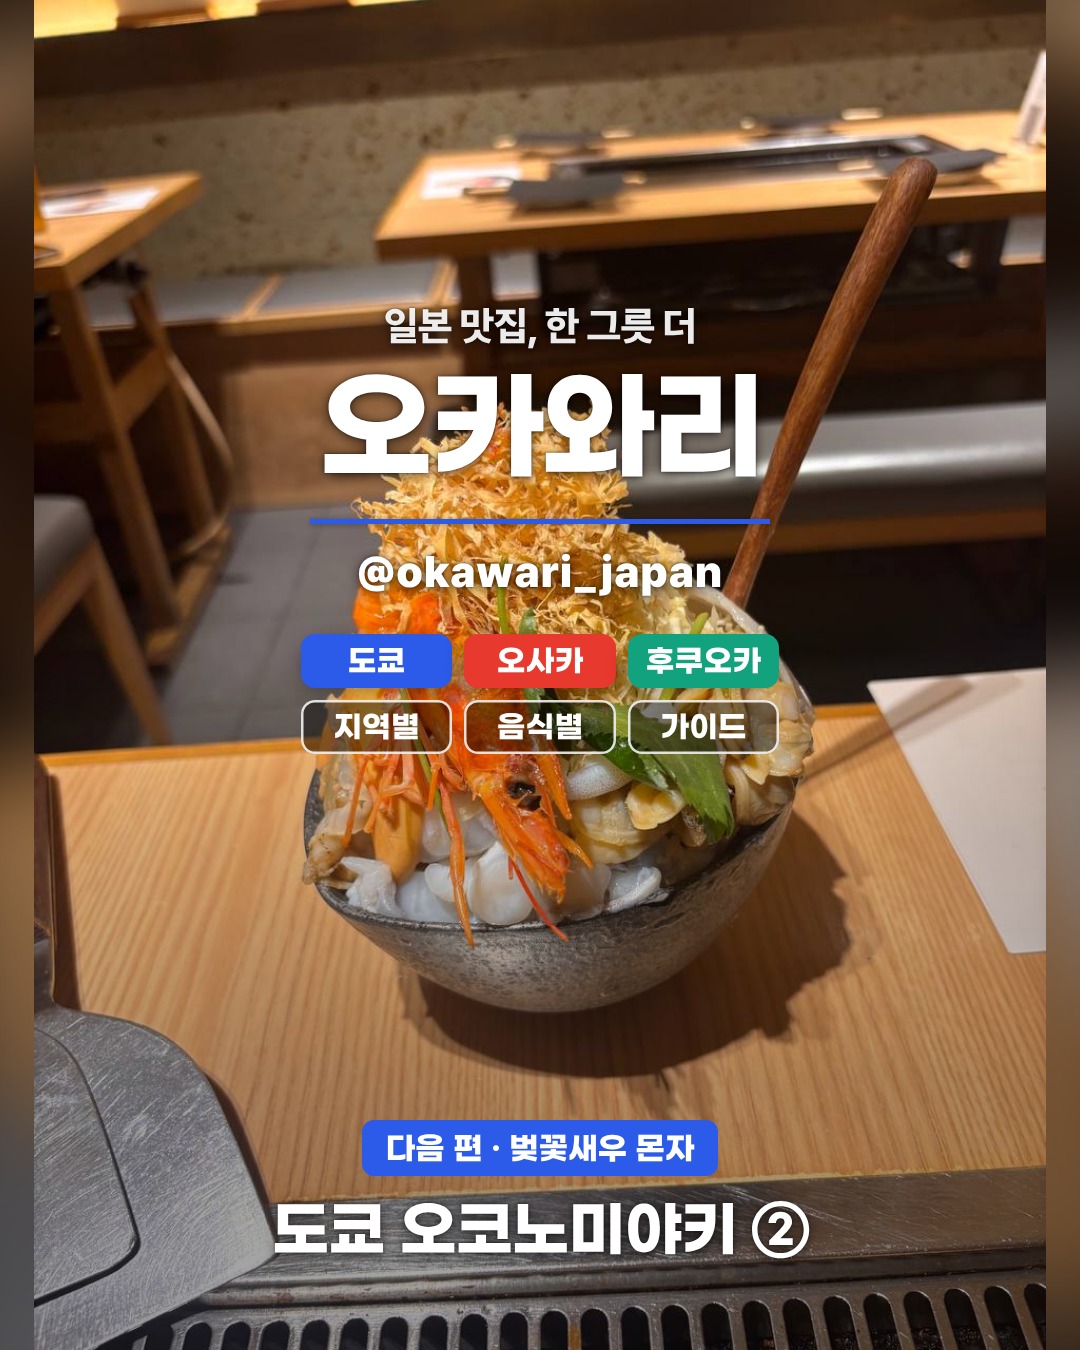 일본 맛집, 한 그릇 더
오카와리
@okawari_japan
도쿄 오사카 후쿠오카
지역별 음식별 가이드
다음 편 · 벚꽃새우 몬자
도쿄 오코노미야키 ②